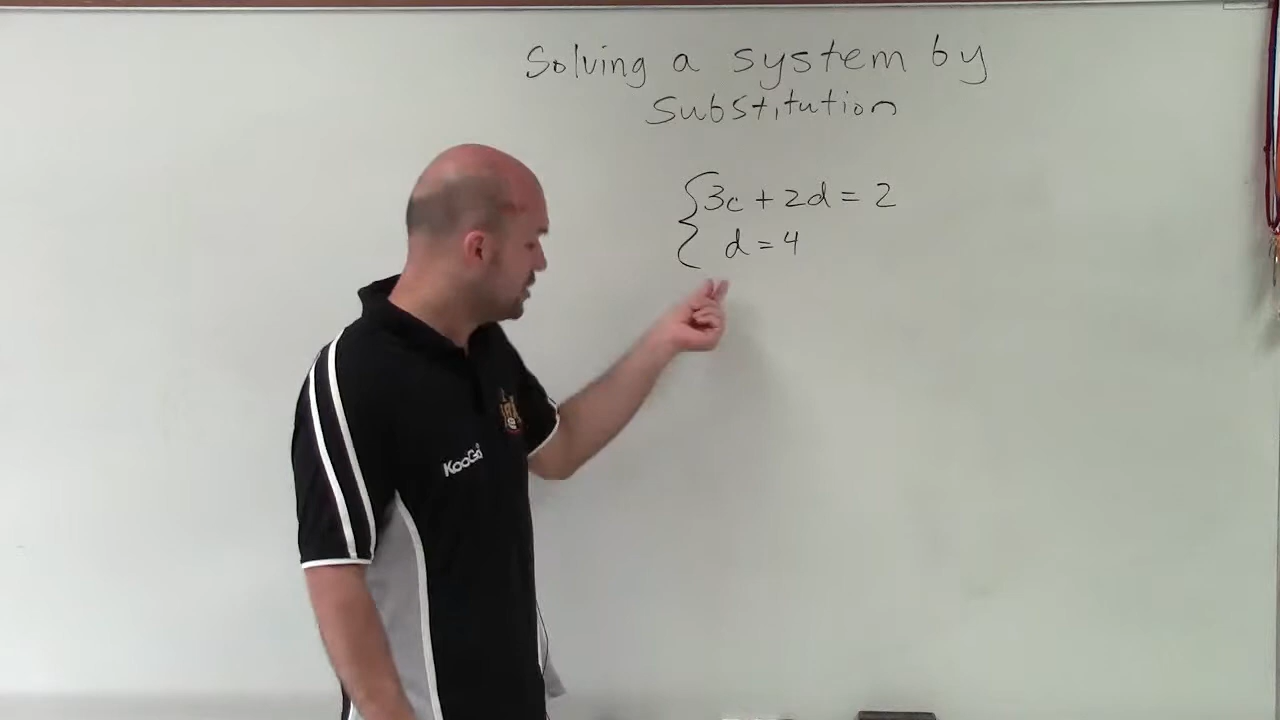 Solving a system by
Substitution
3c + 2d = 2
d = 4
KooGa